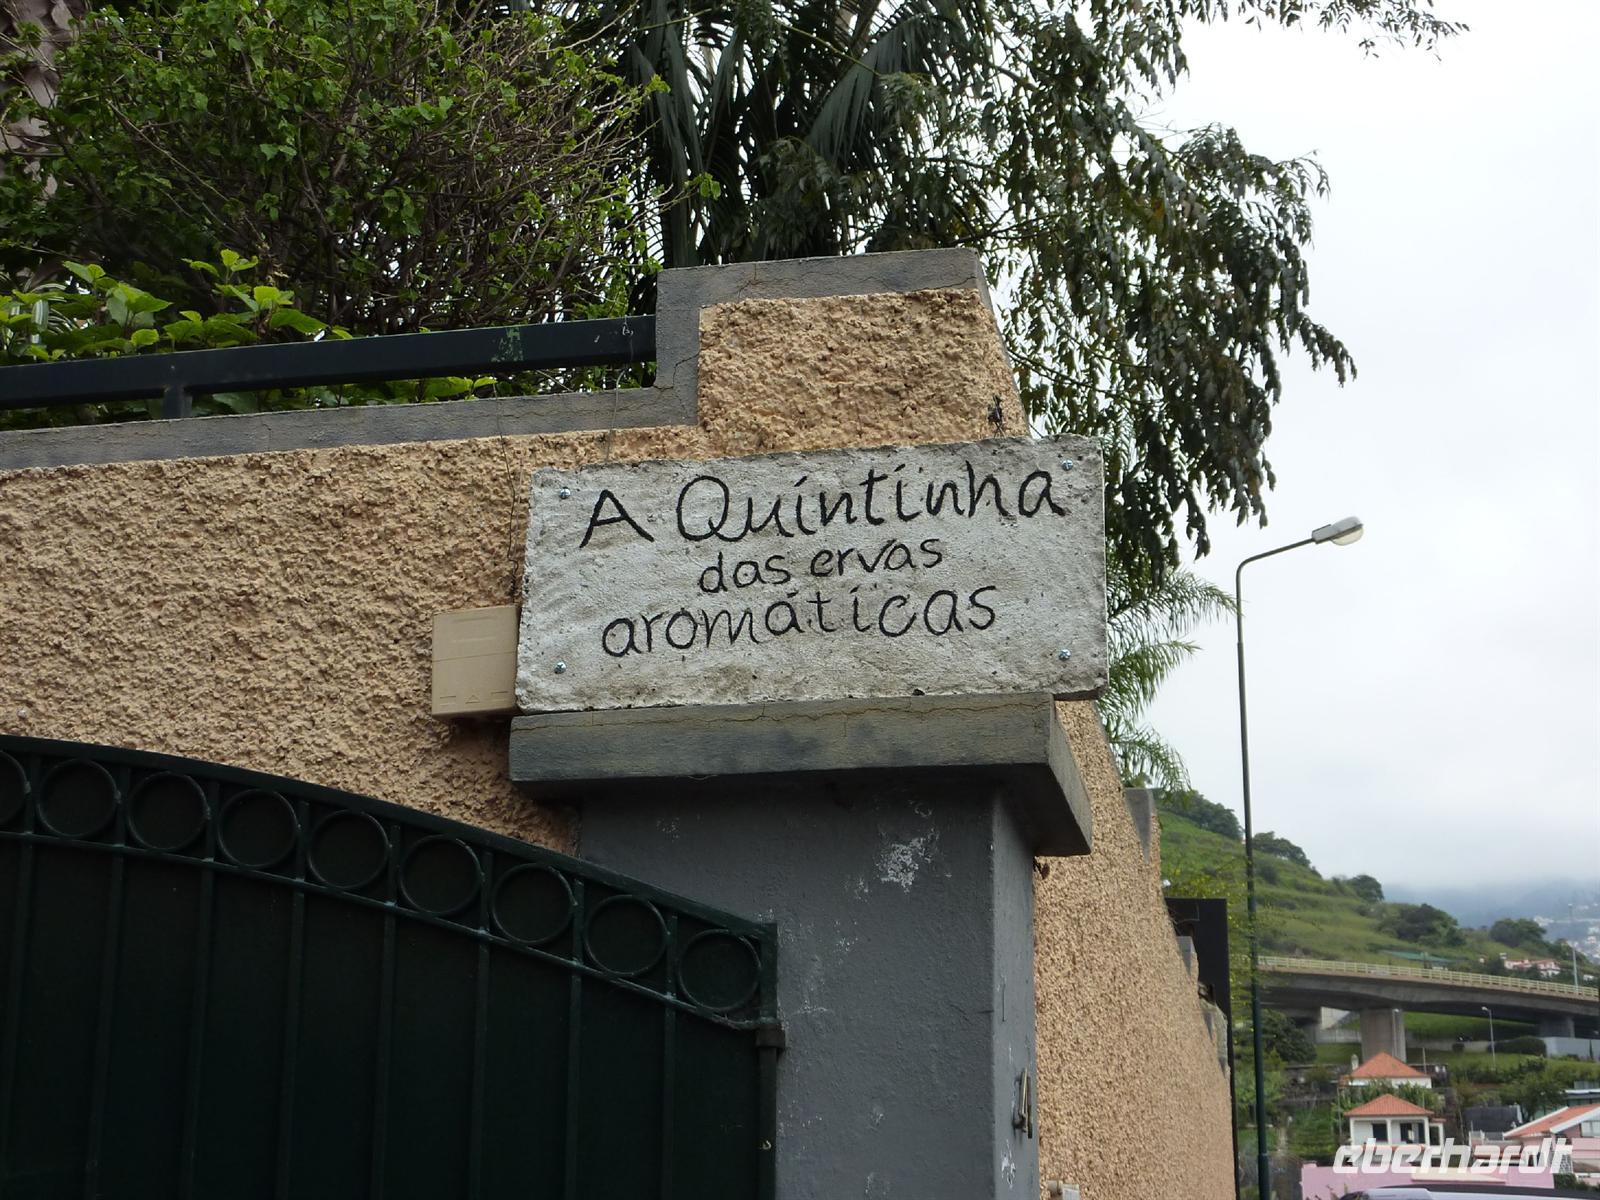 A Quintinha
das ervas
aromáticas
eberhardt